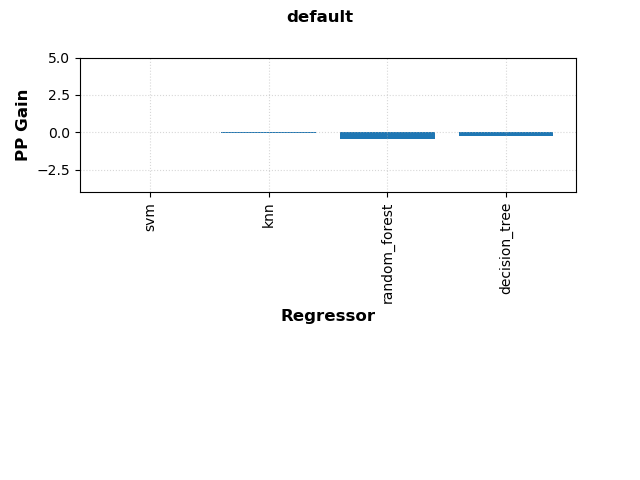 default
PP Gain
5.0
2.5
0.0
−2.5
svm
knn
random_forest
decision_tree
Regressor